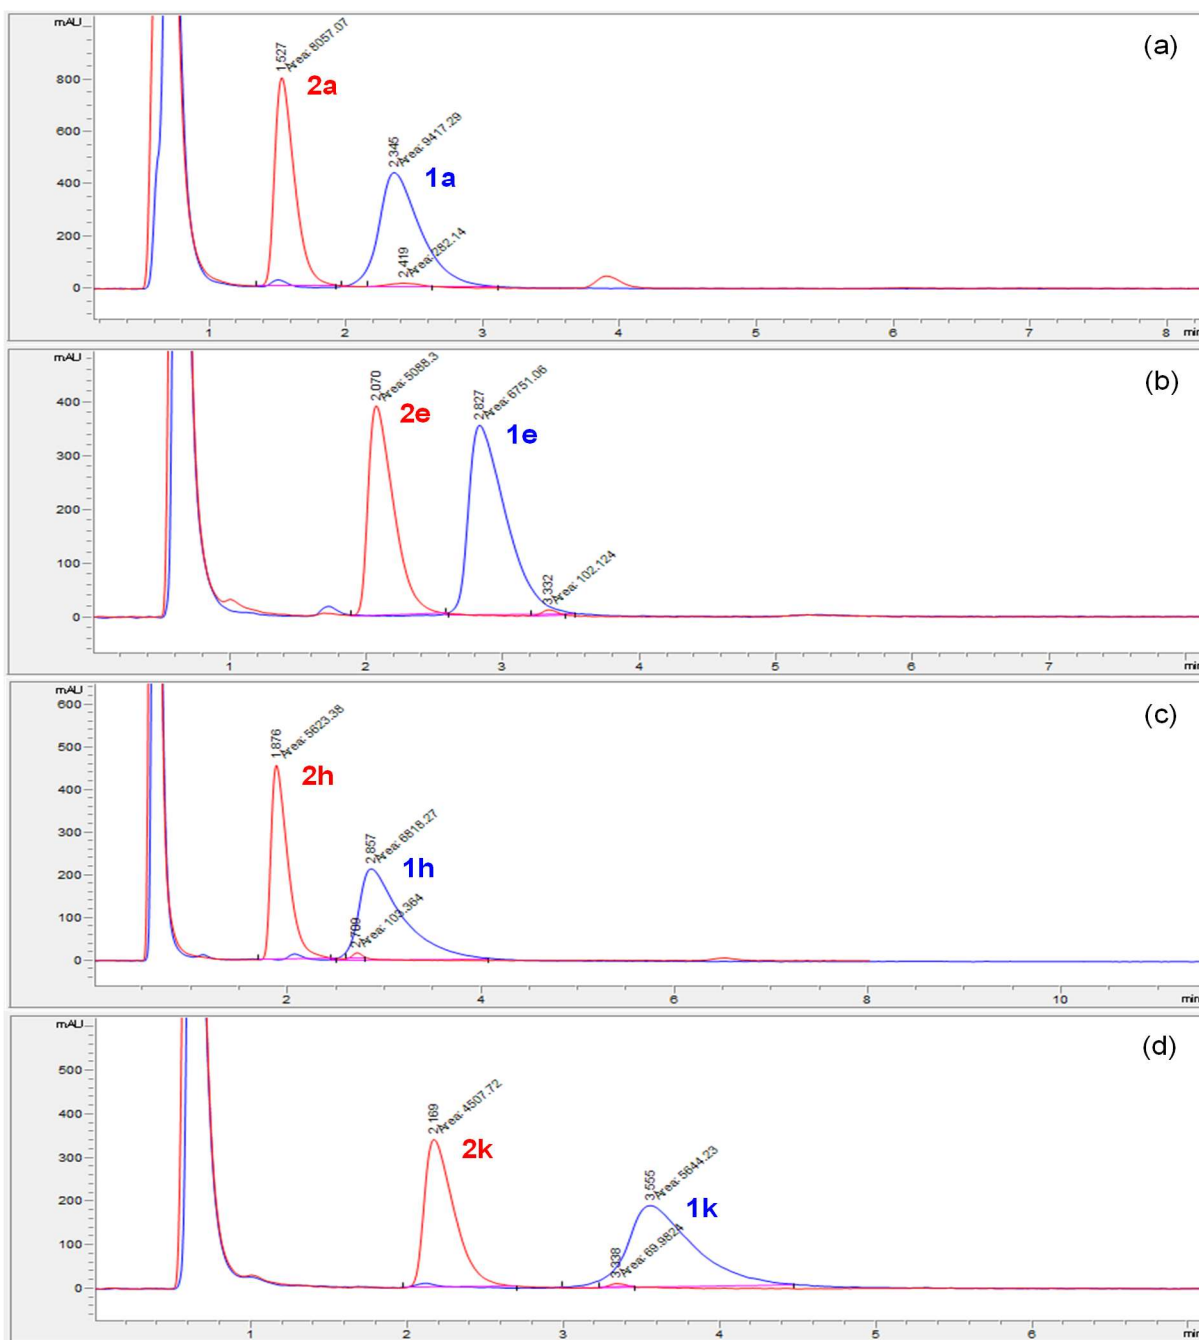 mAU
(a)
1.527
Area: 8057.07
2a
800
2.345
Area: 9417.29
600
1a
400
2.419
Area: 282.14
200
0
1 2 3 4 5 6 7 8 min
mAU
(b)
2.070
Area: 5088.3
2.827
Area: 6751.06
400
2e
1e
300
200
100
3.332
Area: 102.124
0
1 2 3 4 5 6 7 min
mAU
(c)
600
1.876
Area: 5623.38
500
2h
400
2.857
Area: 6818.27
300
1h
200
Area: 103.364
100
0
2 4 6 8 10 min
mAU
(d)
500
2.169
Area: 4507.72
400
2k
3.555
Area: 5644.23
300
1k
200
3.338
Area: 69.9824
100
0
1 2 3 4 5 6 min